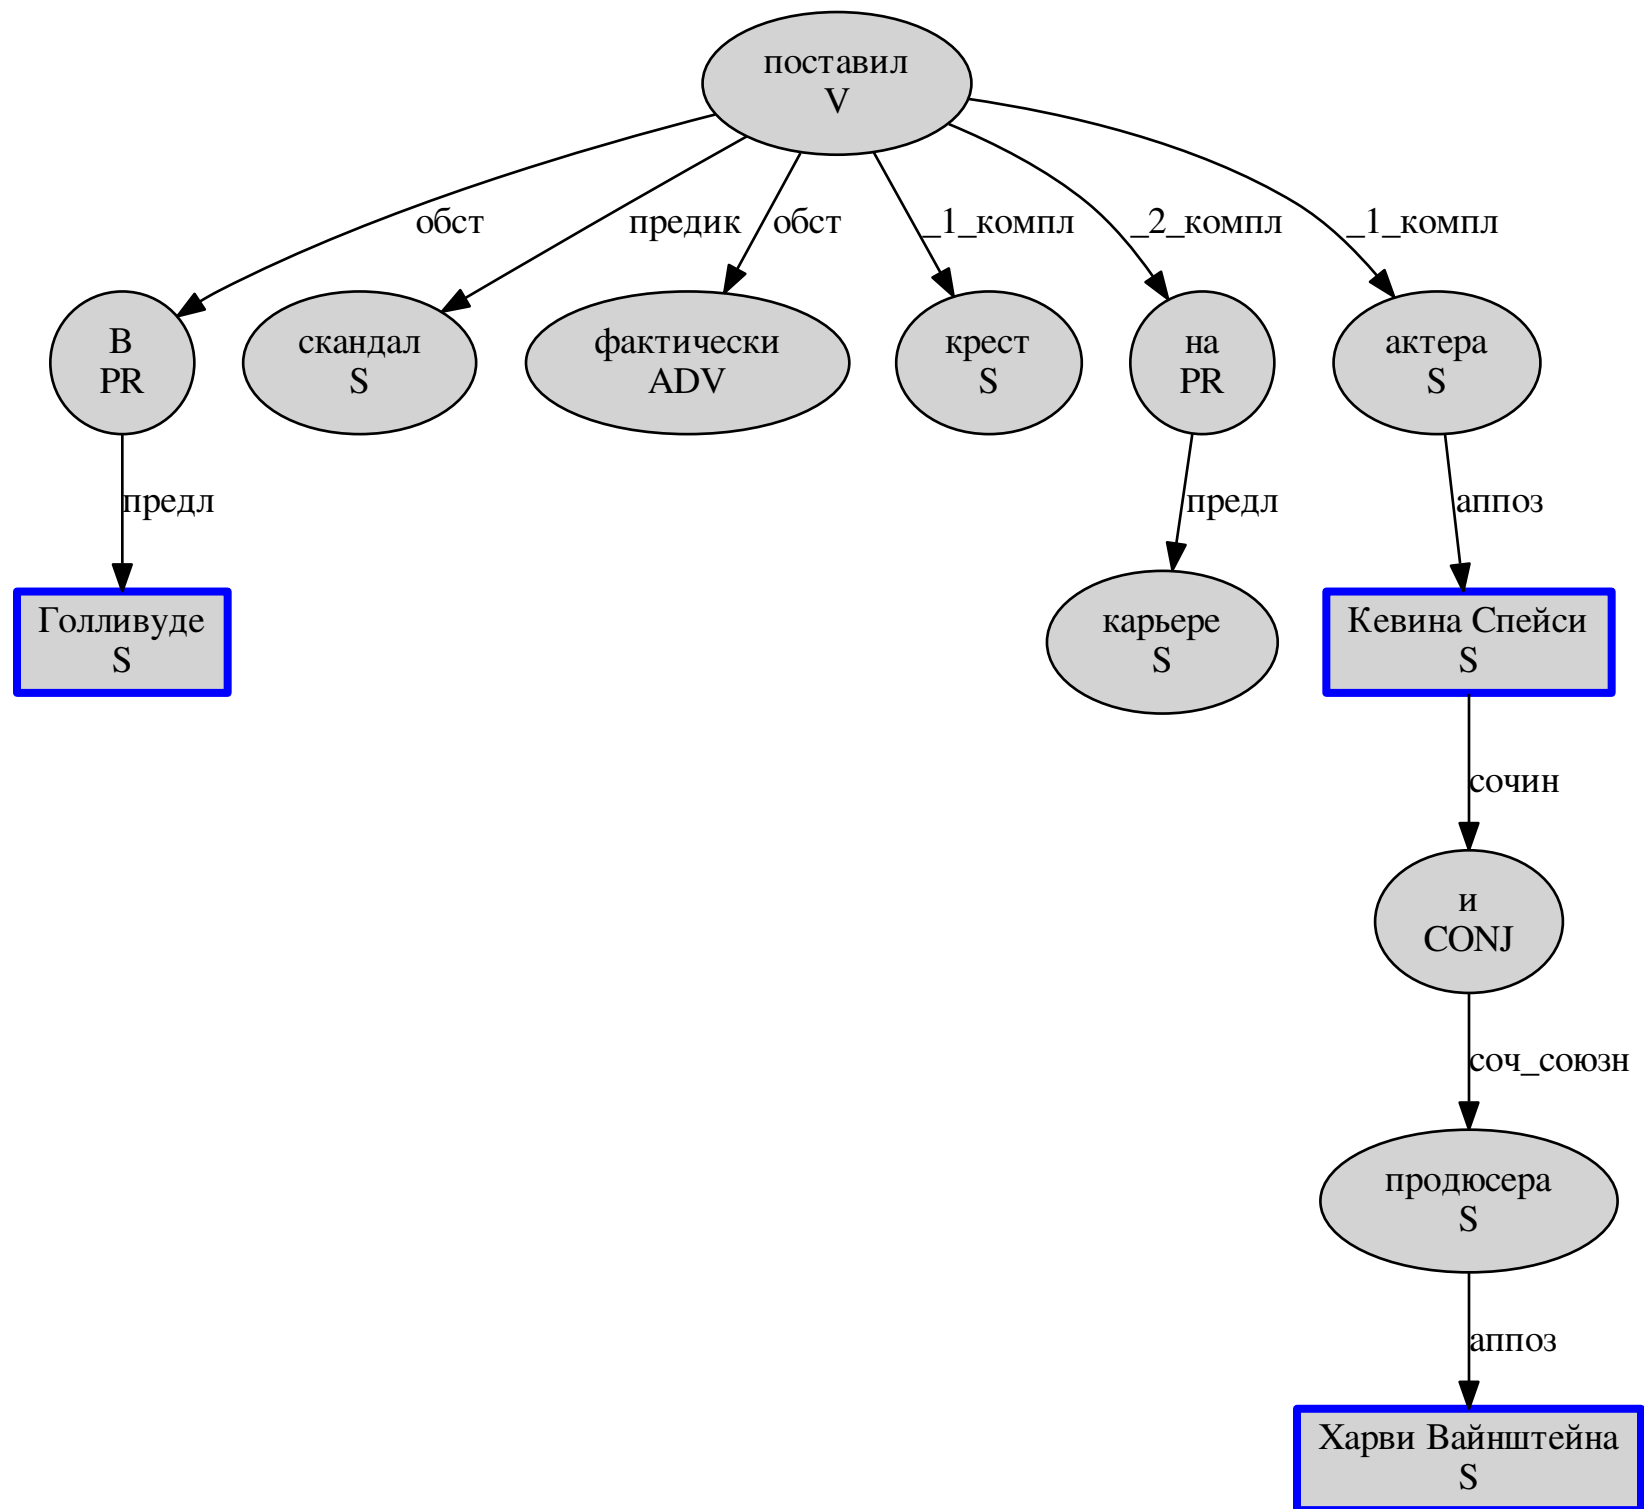 поставил
V
обст
предик
обст
_1_компл
_2_компл
_1_компл
В
PR
скандал
S
фактически
ADV
крест
S
на
PR
актера
S
предл
предл
аппоз
Голливуде
S
карьере
S
Кевина Спейси
S
сочин
и
CONJ
соч_союзн
продюсера
S
аппоз
Харви Вайнштейна
S